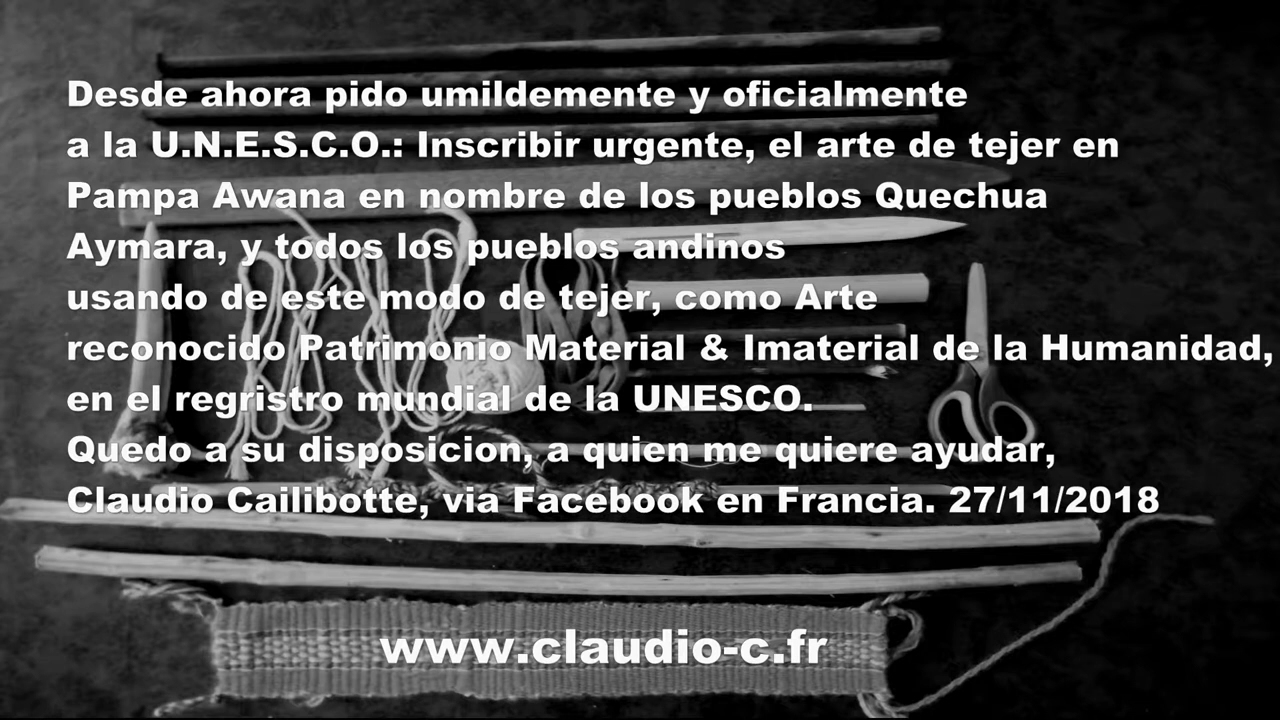 Desde ahora pido umildemente y oficialmente
a la U.N.E.S.C.O.: Inscribir urgente, el arte de tejer en
Pampa Awana en nombre de los pueblos Quechua
Aymara, y todos los pueblos andinos
usando de este modo de tejer, como Arte
reconocido Patrimonio Material & Imaterial de la Humanidad,
en el regristro mundial de la UNESCO.
Quedo a su disposicion, a quien me quiere ayudar,
Claudio Cailibotte, via Facebook en Francia. 27/11/2018
www.claudio-c.fr